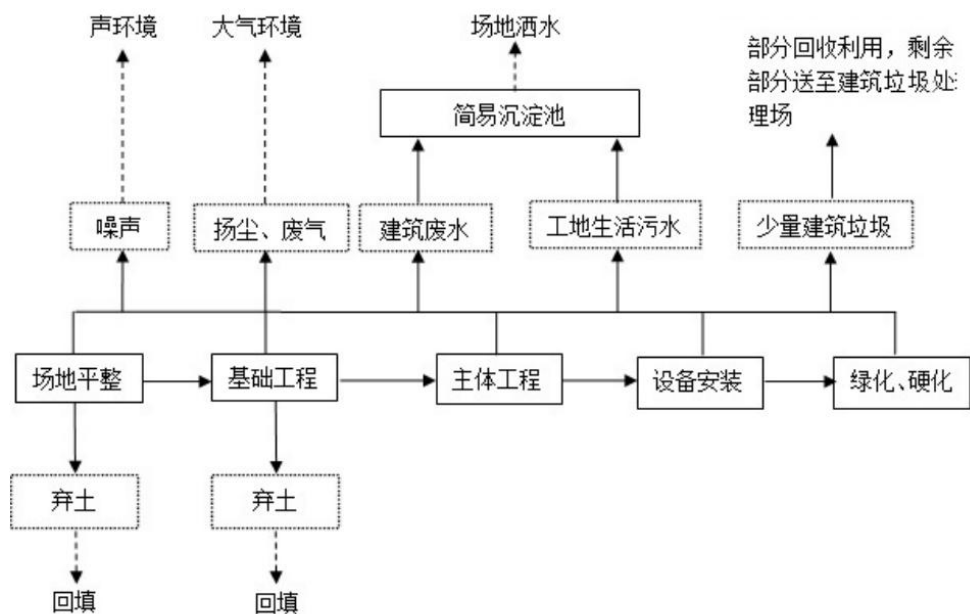 声环境
大气环境
场地洒水
部分回收利用，剩余
部分送至建筑垃圾处
理场
简易沉淀池
噪声
扬尘、废气
建筑废水
工地生活污水
少量建筑垃圾
场地平整
基础工程
主体工程
设备安装
绿化、硬化
弃土
弃土
回填
回填